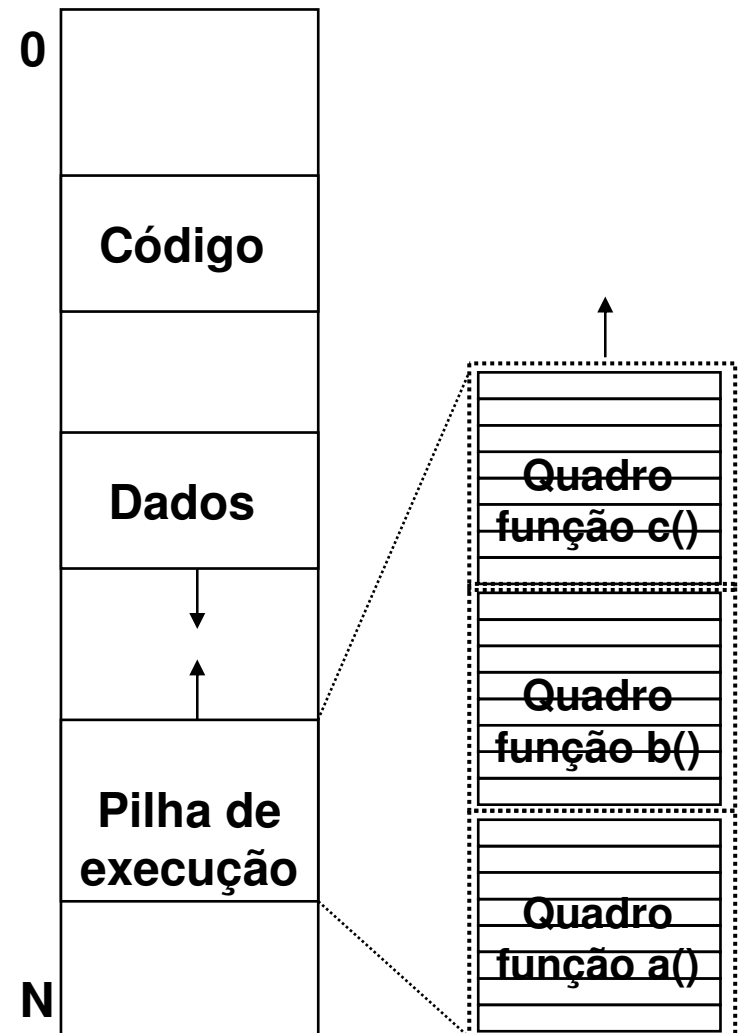 0
Código
Dados
Pilha de
execução
N
Quadro
função c()
Quadro
função b()
Quadro
função a()